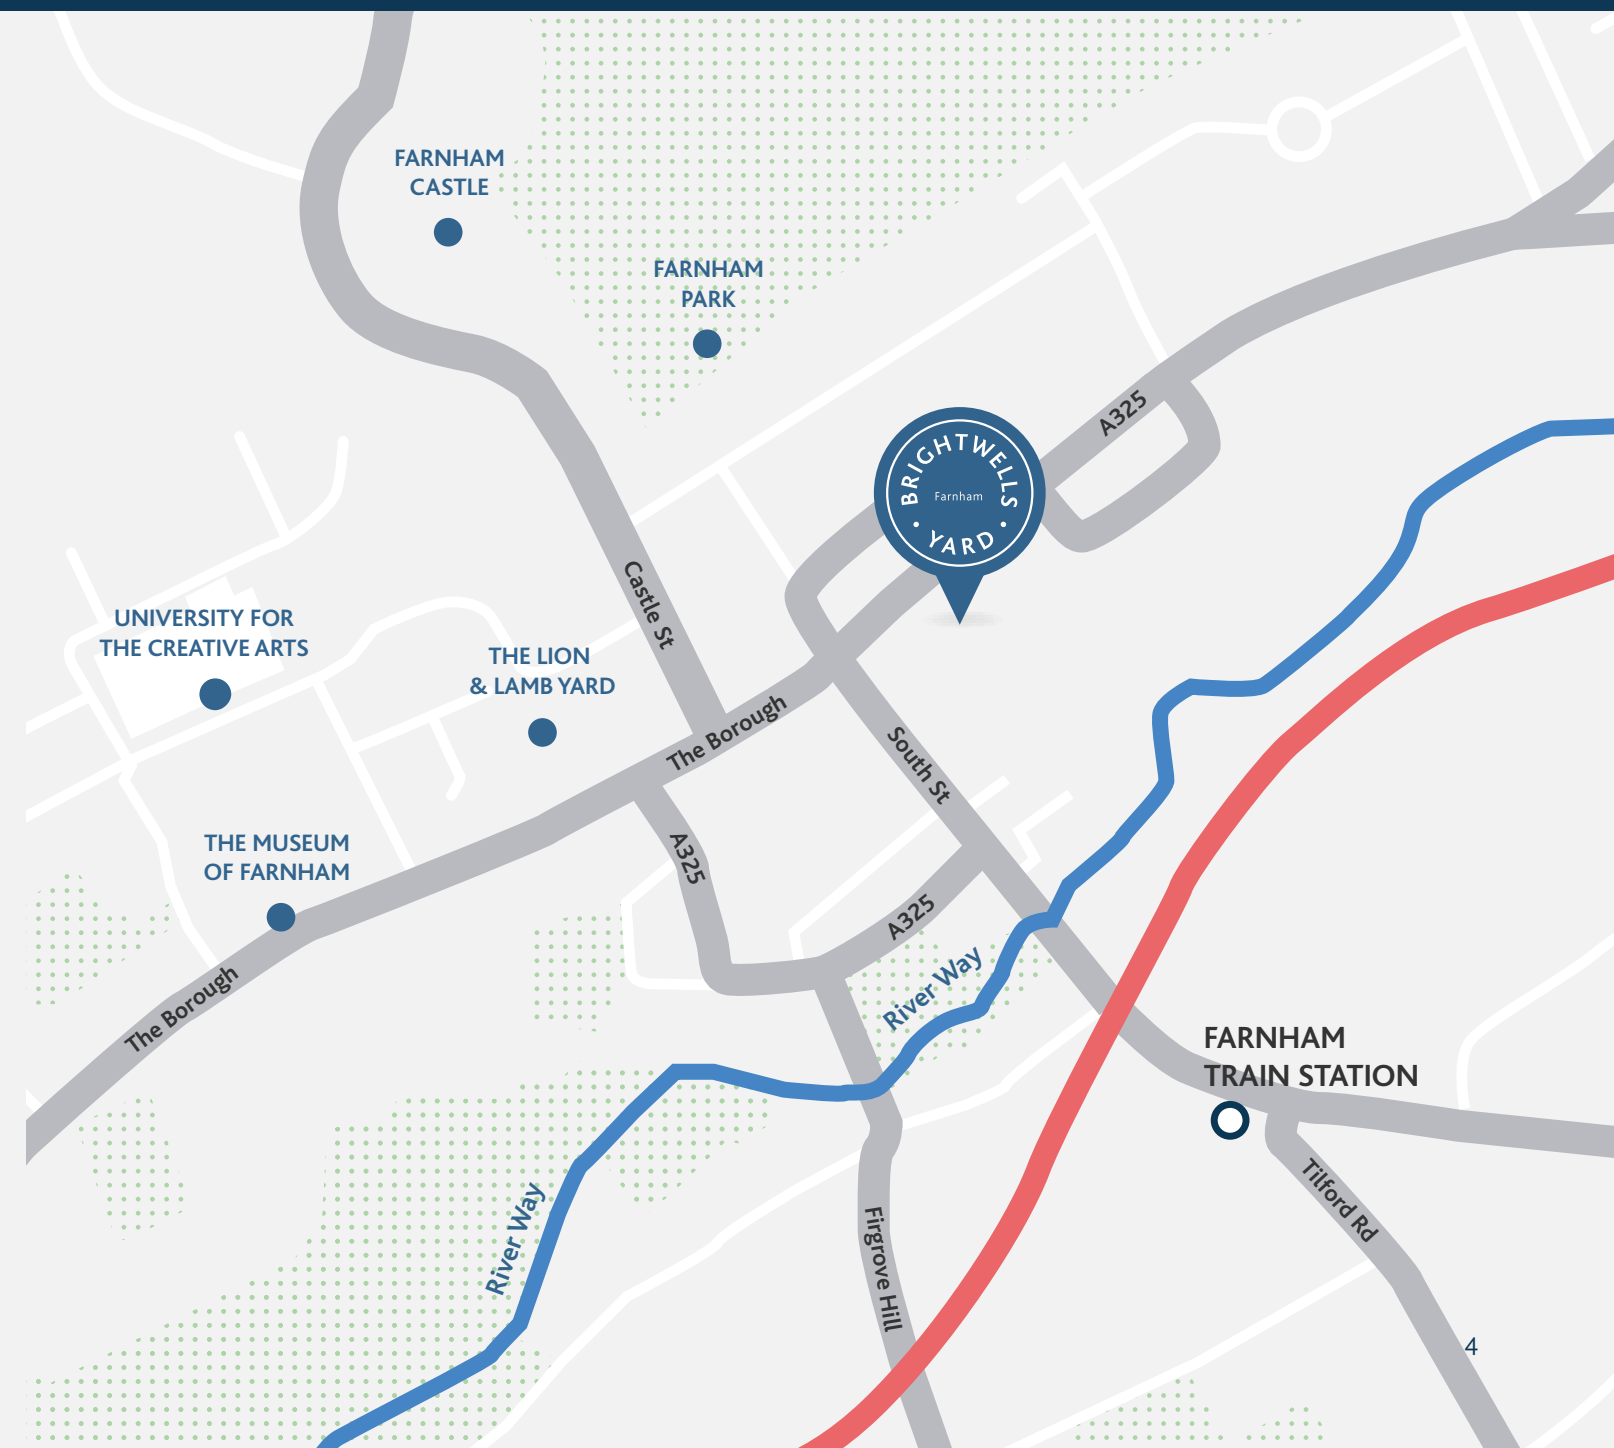 FARNHAM
CASTLE
FARNHAM
PARK
A325
BRIGHTWELLS
Farnham
YARD
Castle St
UNIVERSITY FOR
THE CREATIVE ARTS
THE LION
& LAMB YARD
The Borough
South St
THE MUSEUM
OF FARNHAM
A325
A325
River Way
The Borough
FARNHAM
TRAIN STATION
River Way
Tilford Rd
Firgrove Hill
4